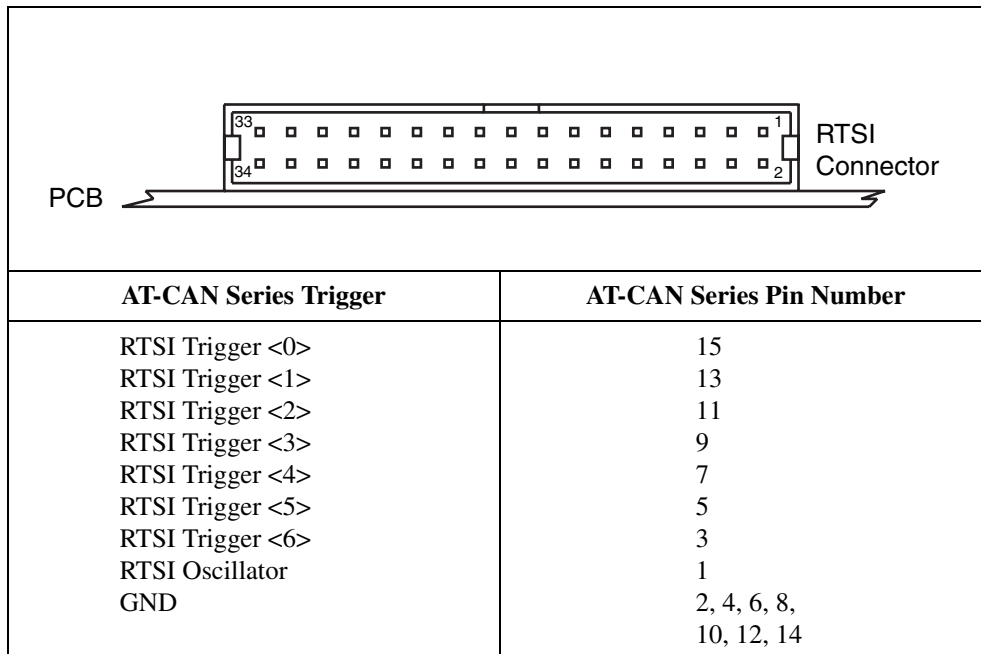 33
1
34
2
RTSI
Connector
PCB
AT-CAN Series Trigger AT-CAN Series Pin Number
RTSI Trigger <0> 15
RTSI Trigger <1> 13
RTSI Trigger <2> 11
RTSI Trigger <3> 9
RTSI Trigger <4> 7
RTSI Trigger <5> 5
RTSI Trigger <6> 3
RTSI Oscillator 1
GND 2, 4, 6, 8,
10, 12, 14